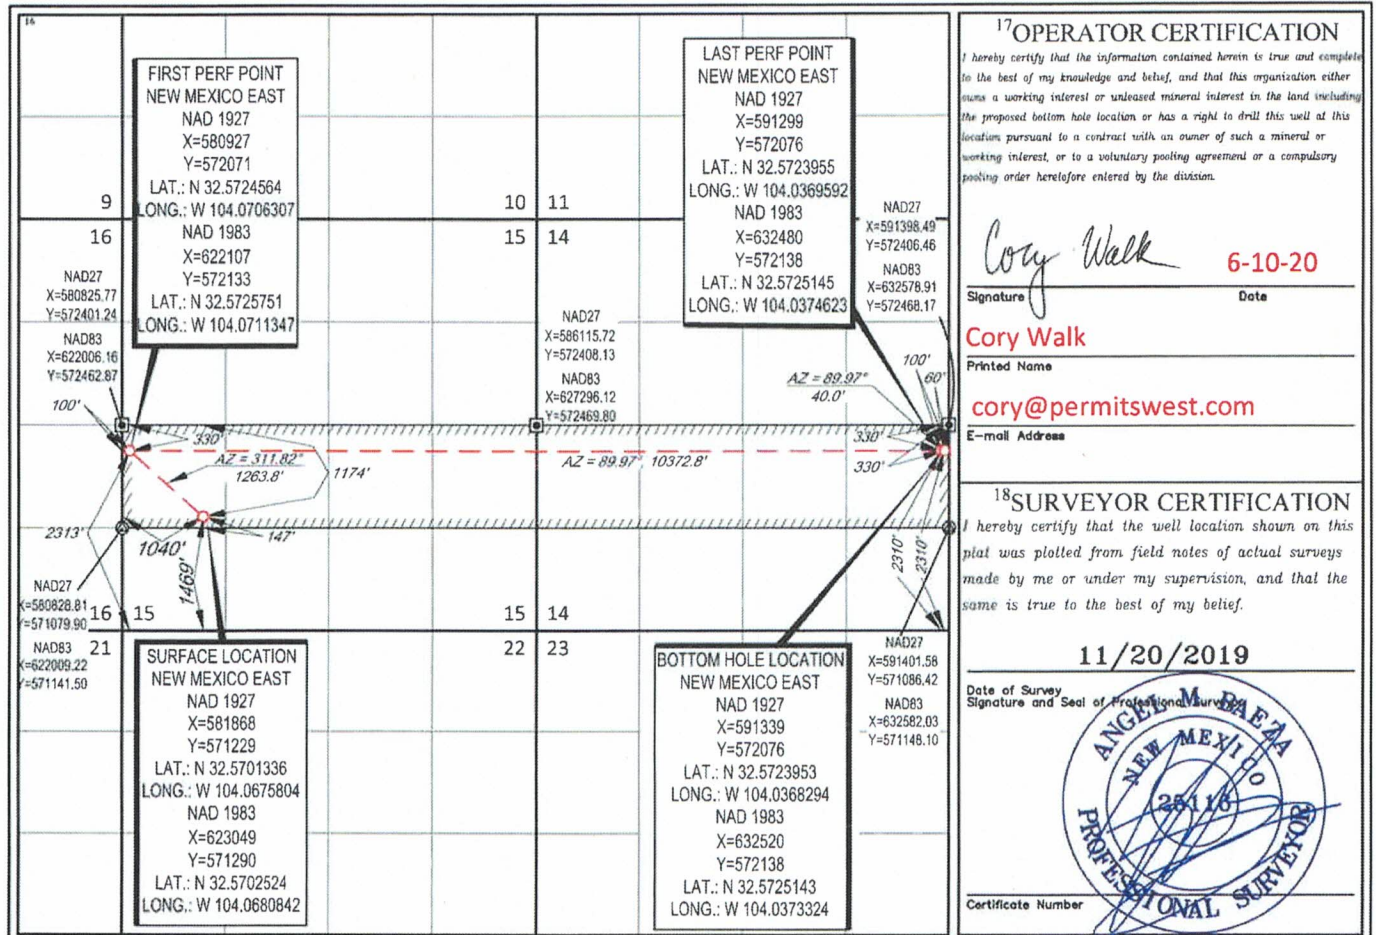 16
FIRST PERF POINT
NEW MEXICO EAST
NAD 1927
X=580927
Y=572071
LAT.: N 32.5724564
LONG.: W 104.0706307
NAD 1983
X=622107
Y=572133
LAT.: N 32.5725751
LONG.: W 104.0711347
LAST PERF POINT
NEW MEXICO EAST
NAD 1927
X=591299
Y=572076
LAT.: N 32.5723955
LONG.: W 104.0369592
NAD 1983
X=632480
Y=572138
LAT.: N 32.5725145
LONG.: W 104.0374623
9
10 11
16
15 14
NAD27
X=580825.77
Y=572401.24
NAD83
X=622006.16
Y=572462.87
NAD27
X=586115.72
Y=572408.13
NAD83
X=627296.12
Y=572469.80
NAD27
X=591398.49
Y=572406.46
NAD83
X=632578.91
Y=572468.17
100'
330'
AZ = 311.82°
1263.8'
1174'
AZ = 89.97° 10372.8'
AZ = 89.97°
40.0'
100'
60'
330'
330'
2313'
1040'
147'
1469'
2310'
2310'
NAD27
X=580828.81
Y=571079.90
NAD83
X=622009.22
Y=571141.50
16 15
21
15 14
22 23
NAD27
X=591401.58
Y=571086.42
NAD83
X=632582.03
Y=571148.10
SURFACE LOCATION
NEW MEXICO EAST
NAD 1927
X=581868
Y=571229
LAT.: N 32.5701336
LONG.: W 104.0675804
NAD 1983
X=623049
Y=571290
LAT.: N 32.5702524
LONG.: W 104.0680842
BOTTOM HOLE LOCATION
NEW MEXICO EAST
NAD 1927
X=591339
Y=572076
LAT.: N 32.5723953
LONG.: W 104.0368294
NAD 1983
X=632520
Y=572138
LAT.: N 32.5725143
LONG.: W 104.0373324
17 OPERATOR CERTIFICATION
I hereby certify that the information contained herein is true and complete
to the best of my knowledge and belief, and that this organization either
owns a working interest or unleased mineral interest in the land including
the proposed bottom hole location or has a right to drill this well at this
location pursuant to a contract with an owner of such a mineral or
working interest, or to a voluntary pooling agreement or a compulsory
pooling order heretofore entered by the division.
Cory Walk
6-10-20
Signature Date
Cory Walk
Printed Name
cory@permitswest.com
E-mail Address
18 SURVEYOR CERTIFICATION
I hereby certify that the well location shown on this
plat was plotted from field notes of actual surveys
made by me or under my supervision, and that the
same is true to the best of my belief.
11/20/2019
Date of Survey
Signature and Seal of Professional Surveyor
ANGEL M. BAEZA
NEW MEXICO
25116
PROFESSIONAL SURVEYOR
Certificate Number